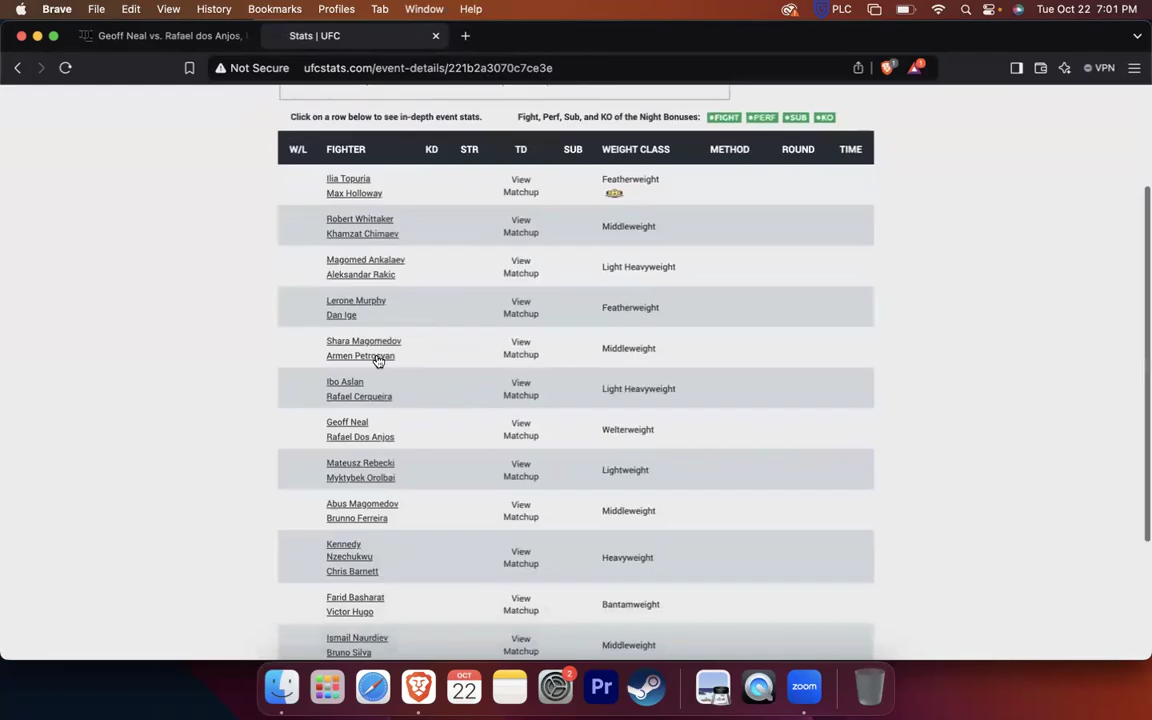 Brave File Edit View History Bookmarks Profiles Tab Window Help PLC Tue Oct 22 7:01 PM
Geoff Neal vs. Rafael dos Anjos, Stats | UFC
Not Secure ufcstats.com/event-details/221b2a3070c7ce3e 1 1 VPN
Click on a row below to see in-depth event stats. Fight, Perf, Sub, and KO of the Night Bonuses: FIGHT PERF SUB KO
W/L FIGHTER KD STR TD SUB WEIGHT CLASS METHOD ROUND TIME
Ilia Topuria View Featherweight
Max Holloway Matchup
Robert Whittaker View Middleweight
Khamzat Chimaev Matchup
Magomed Ankalaev View Light Heavyweight
Aleksandar Rakic Matchup
Lerone Murphy View Featherweight
Dan Ige Matchup
Shara Magomedov View Middleweight
Armen Petrosyan Matchup
Ibo Aslan View Light Heavyweight
Rafael Cerqueira Matchup
Geoff Neal View Welterweight
Rafael Dos Anjos Matchup
Mateusz Rebecki View Lightweight
Myktybek Orolbai Matchup
Abus Magomedov View Middleweight
Brunno Ferreira Matchup
Kennedy View Heavyweight
Nzechukwu Matchup
Chris Barnett
Farid Basharat View Bantamweight
Victor Hugo Matchup
Ismail Naurdiev View Middleweight
Bruno Silva Matchup
OCT 22 2 Pr zoom